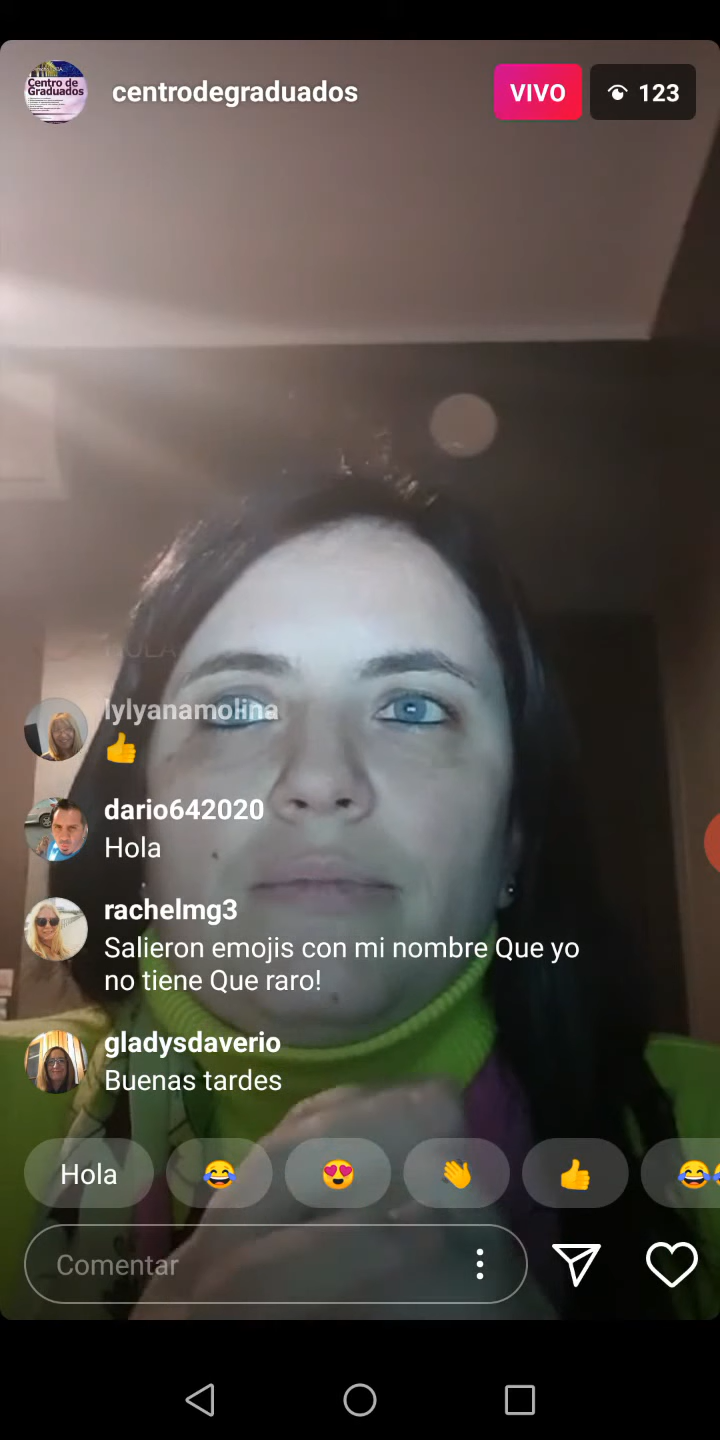 Centro de
Graduados
centrodegraduados
VIVO
123
HOLA
lylyanamolina
👍
dario642020
Hola
rachelmg3
Salieron emojis con mi nombre Que yo
no tiene Que raro!
gladysdaverio
Buenas tardes
Hola 😂 😍 👋 👍 😂
Comentar